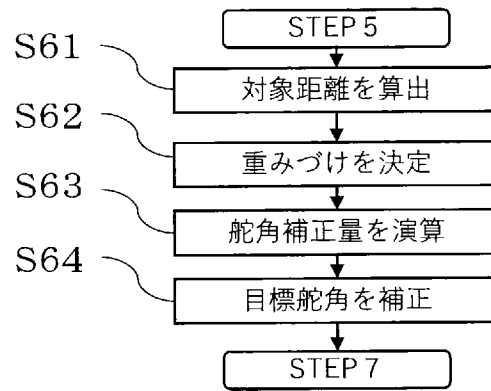 STEP 5
S61
対象距離を算出
S62
重みづけを決定
S63
舵角補正量を演算
S64
目標舵角を補正
STEP 7